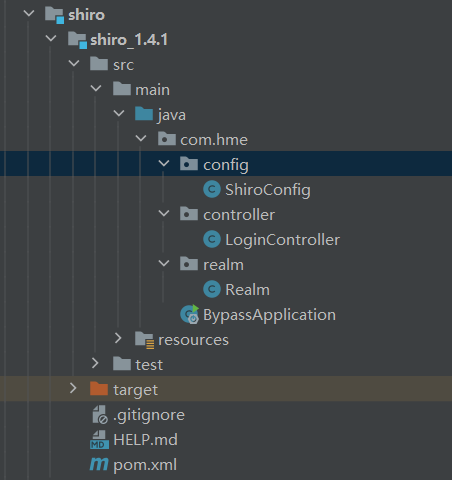 shiro
shiro_1.4.1
src
main
java
com.hme
config
ShiroConfig
controller
LoginController
realm
Realm
BypassApplication
resources
test
target
.gitignore
MD HELP.md
m pom.xml